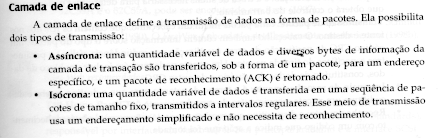 Camada de enlace
A camada de enlace define a transmissão de dados na forma de pacotes. Ela possibilita
dois tipos de transmissão:
• Assíncrona: uma quantidade variável de dados e diversos bytes de informação da
camada de transação são transferidos, sob a forma de um pacote, para um endereço
específico, e um pacote de reconhecimento (ACK) é retornado.
• Isócrona: uma quantidade variável de dados é transferida em uma seqüência de pa-
cotes de tamanho fixo, transmitidos a intervalos regulares. Esse meio de transmissão
usa um endereçamento simplificado e não necessita de reconhecimento.